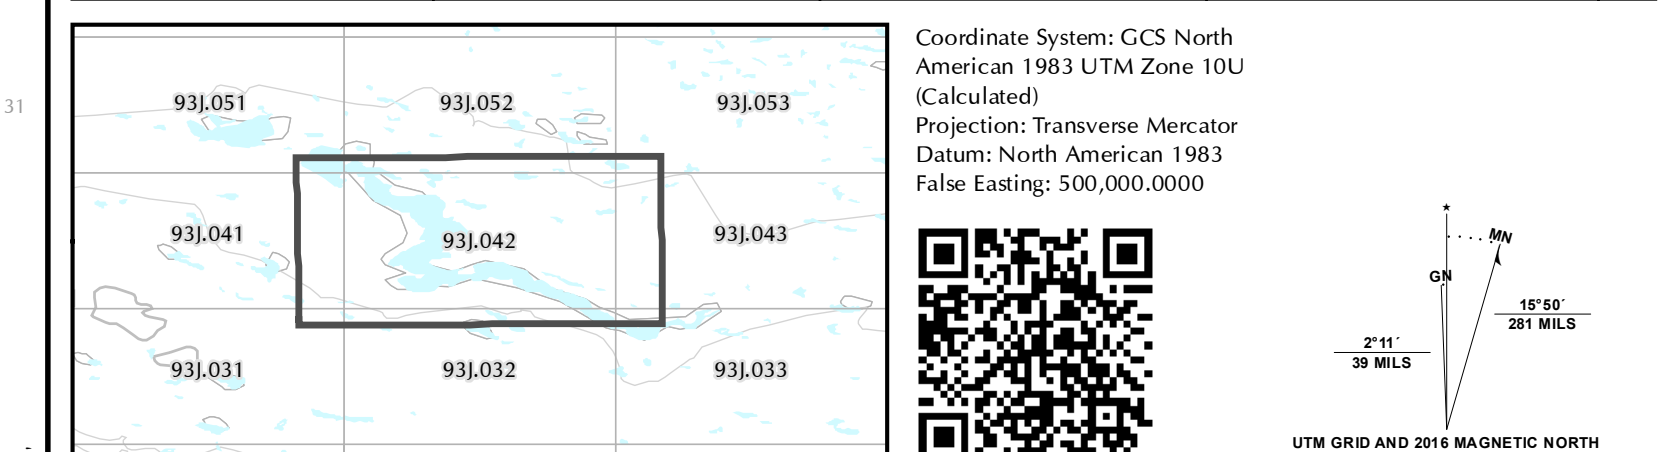 31
93J.051
93J.052
93J.053
93J.041
93J.042
93J.043
93J.031
93J.032
93J.033
Coordinate System: GCS North
American 1983 UTM Zone 10U
(Calculated)
Projection: Transverse Mercator
Datum: North American 1983
False Easting: 500,000.0000
MN
GN
15°50´
281 MILS
2°11´
39 MILS
UTM GRID AND 2016 MAGNETIC NORTH